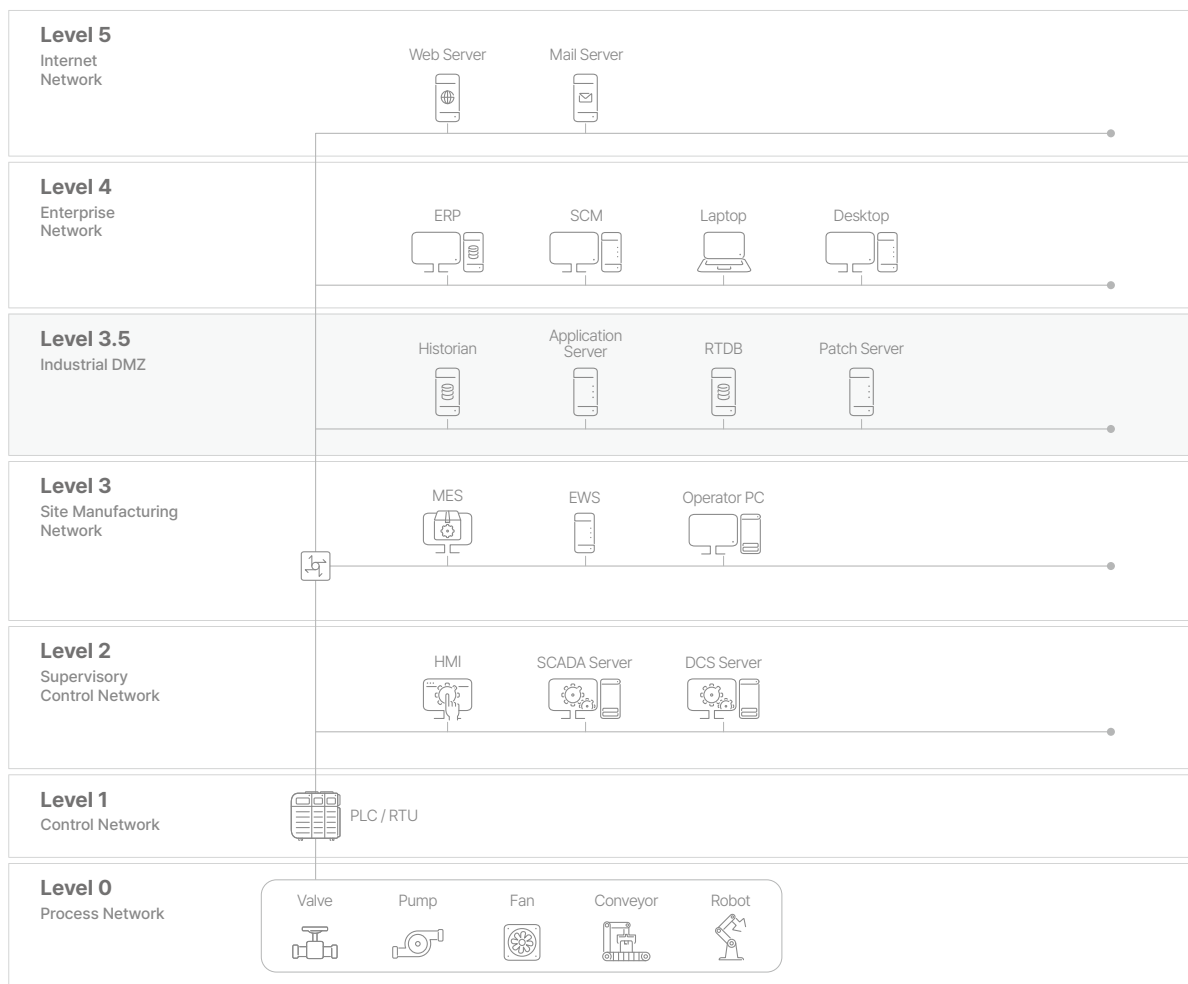 Level 5
Internet
Network
Web Server
Mail Server
Level 4
Enterprise
Network
ERP
SCM
Laptop
Desktop
Level 3.5
Industrial DMZ
Historian
Application
Server
RTDB
Patch Server
Level 3
Site Manufacturing
Network
MES
EWS
Operator PC
Level 2
Supervisory
Control Network
HMI
SCADA Server
DCS Server
Level 1
Control Network
PLC / RTU
Level 0
Process Network
Valve
Pump
Fan
Conveyor
Robot